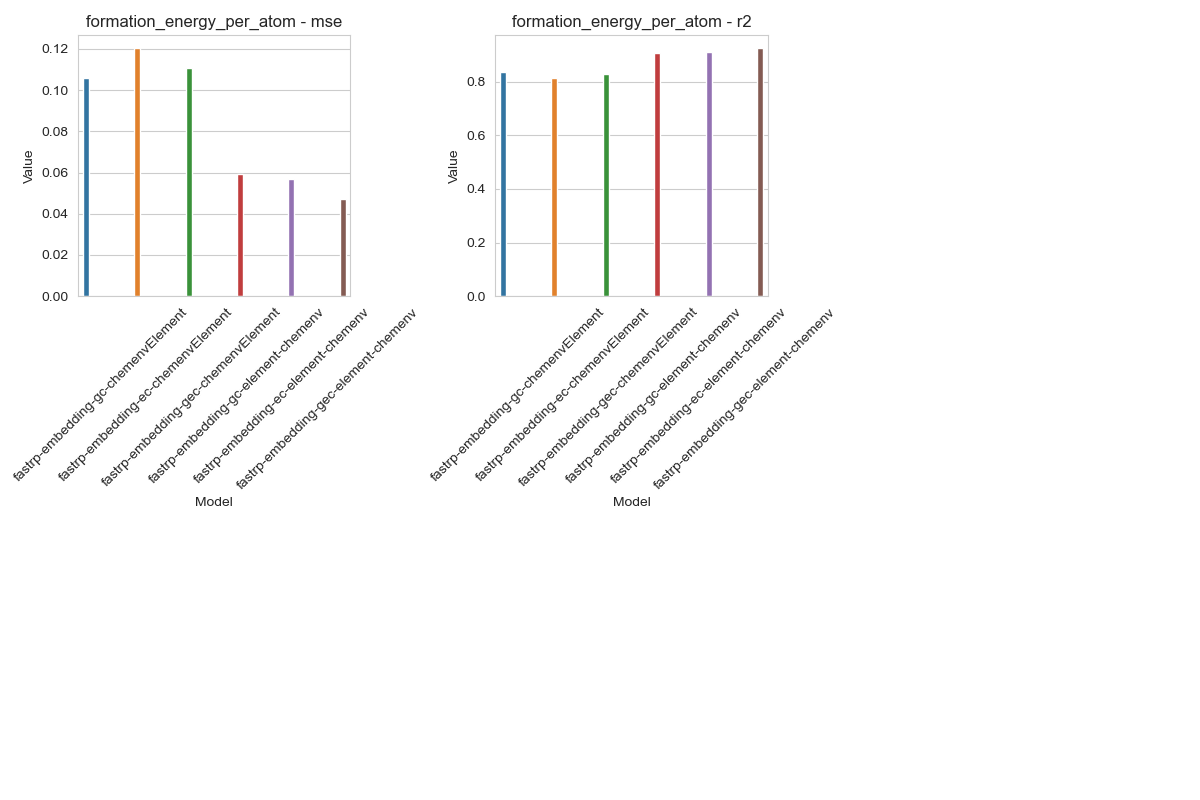 formation_energy_per_atom - mse
Value
0.12
0.10
0.08
0.06
0.04
0.02
0.00
fastrp-embedding-gc-chemenvElement
fastrp-embedding-ec-chemenvElement
fastrp-embedding-gec-chemenvElement
fastrp-embedding-gc-element-chemenv
fastrp-embedding-ec-element-chemenv
fastrp-embedding-gec-element-chemenv
Model
formation_energy_per_atom - r2
Value
0.8
0.6
0.4
0.2
0.0
fastrp-embedding-gc-chemenvElement
fastrp-embedding-ec-chemenvElement
fastrp-embedding-gec-chemenvElement
fastrp-embedding-gc-element-chemenv
fastrp-embedding-ec-element-chemenv
fastrp-embedding-gec-element-chemenv
Model